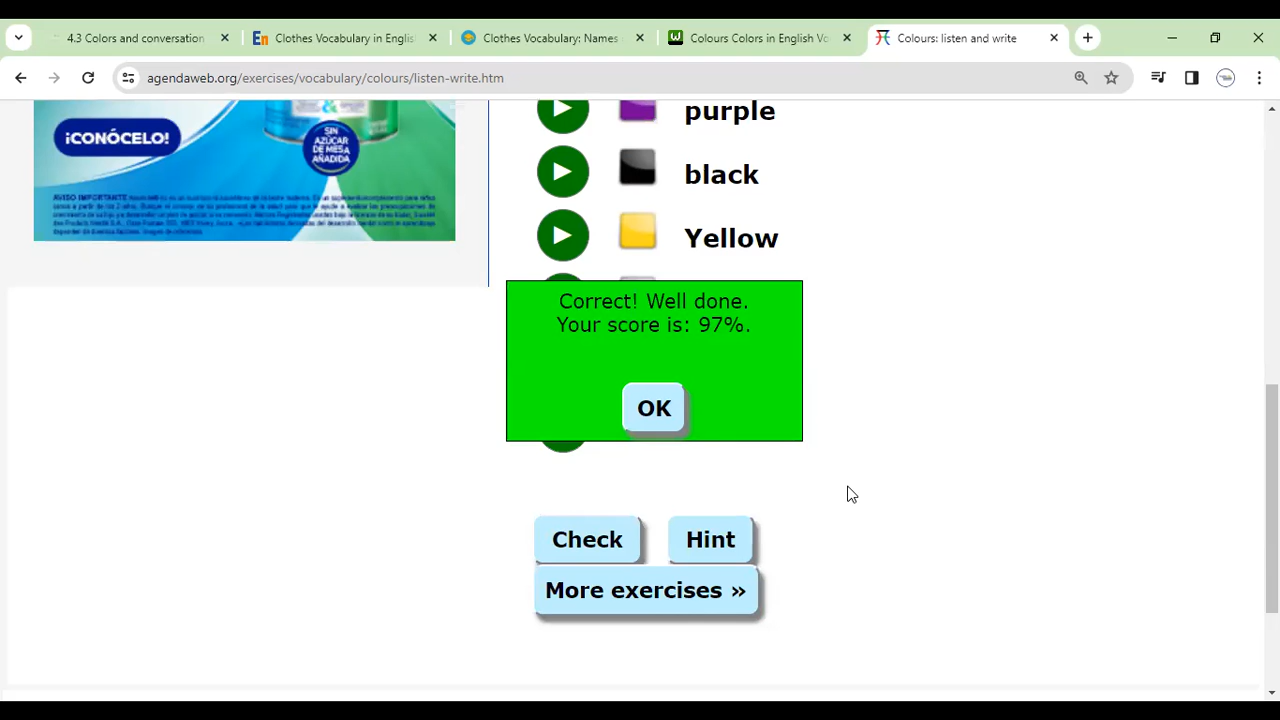 4.3 Colors and conversation
Clothes Vocabulary in Englis
Clothes Vocabulary: Names
Colours Colors in English Vo
Colours: listen and write
agendaweb.org/exercises/vocabulary/colours/listen-write.htm
¡CONÓCELO!
SIN
AZÚCAR
DE MESA
AÑADIDA
AVISO IMPORTANTE
purple
black
Yellow
Correct! Well done.
Your score is: 97%.
OK
Check
Hint
More exercises »